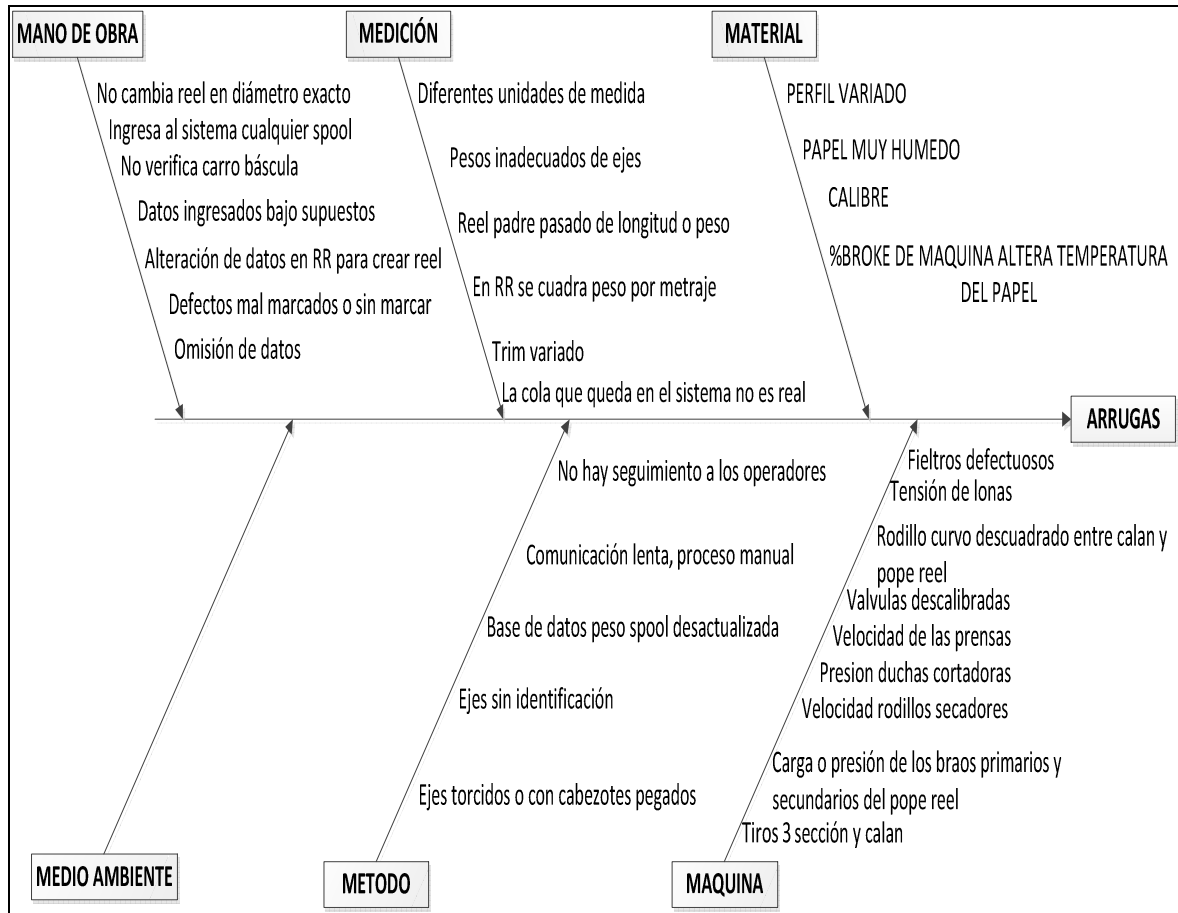 MANO DE OBRA
No cambia reel en diámetro exacto
Ingresa al sistema cualquier spool
No verifica carro báscula
Datos ingresados bajo supuestos
Alteración de datos en RR para crear reel
Defectos mal marcados o sin marcar
Omisión de datos
MEDICIÓN
Diferentes unidades de medida
Pesos inadecuados de ejes
Reel padre pasado de longitud o peso
En RR se cuadra peso por metraje
Trim variado
La cola que queda en el sistema no es real
MATERIAL
PERFIL VARIADO
PAPEL MUY HUMEDO
CALIBRE
%BROKE DE MAQUINA ALTERA TEMPERATURA
DEL PAPEL
ARRUGAS
MEDIO AMBIENTE
No hay seguimiento a los operadores
Comunicación lenta, proceso manual
Base de datos peso spool desactualizada
Ejes sin identificación
Ejes torcidos o con cabezotes pegados
METODO
Fieltros defectuosos
Tensión de lonas
Rodillo curvo descuadrado entre calan y
pope reel
Valvulas descalibradas
Velocidad de las prensas
Presion duchas cortadoras
Velocidad rodillos secadores
Carga o presión de los braos primarios y
secundarios del pope reel
Tiros 3 sección y calan
MAQUINA